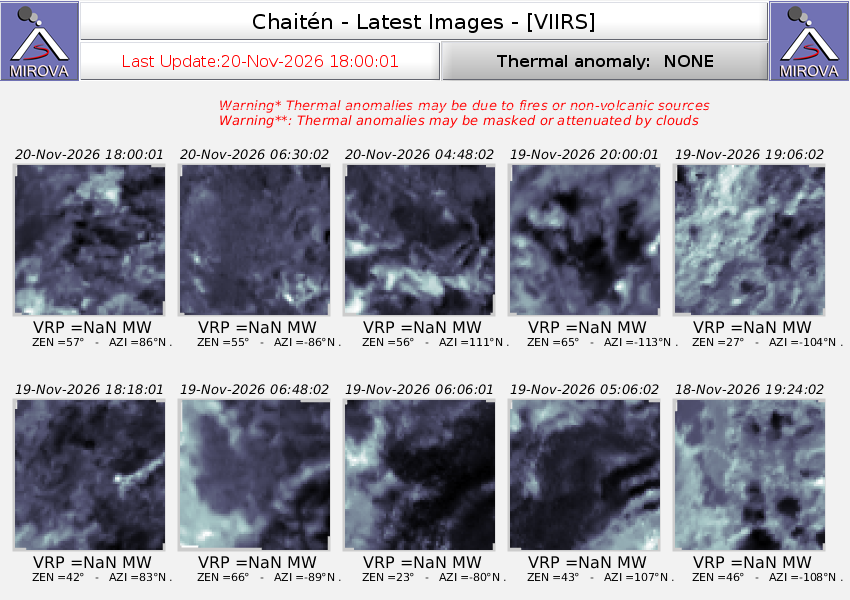 Chaitén - Latest Images - [VIIRS]
MIROVA
Last Update:20-Nov-2026 18:00:01
Thermal anomaly:  NONE
MIROVA
Warning* Thermal anomalies may be due to fires or non-volcanic sources
Warning**: Thermal anomalies may be masked or attenuated by clouds
20-Nov-2026 18:00:01 20-Nov-2026 06:30:02 20-Nov-2026 04:48:02 19-Nov-2026 20:00:01 19-Nov-2026 19:06:02
VRP =NaN MW VRP =NaN MW VRP =NaN MW VRP =NaN MW VRP =NaN MW
ZEN =57° - AZI =86°N . ZEN =55° - AZI =-86°N . ZEN =56° - AZI =111°N . ZEN =65° - AZI =-113°N . ZEN =27° - AZI =-104°N .
19-Nov-2026 18:18:01 19-Nov-2026 06:48:02 19-Nov-2026 06:06:01 19-Nov-2026 05:06:02 18-Nov-2026 19:24:02
VRP =NaN MW VRP =NaN MW VRP =NaN MW VRP =NaN MW VRP =NaN MW
ZEN =42° - AZI =83°N . ZEN =66° - AZI =-89°N . ZEN =23° - AZI =-80°N . ZEN =43° - AZI =107°N . ZEN =46° - AZI =-108°N .